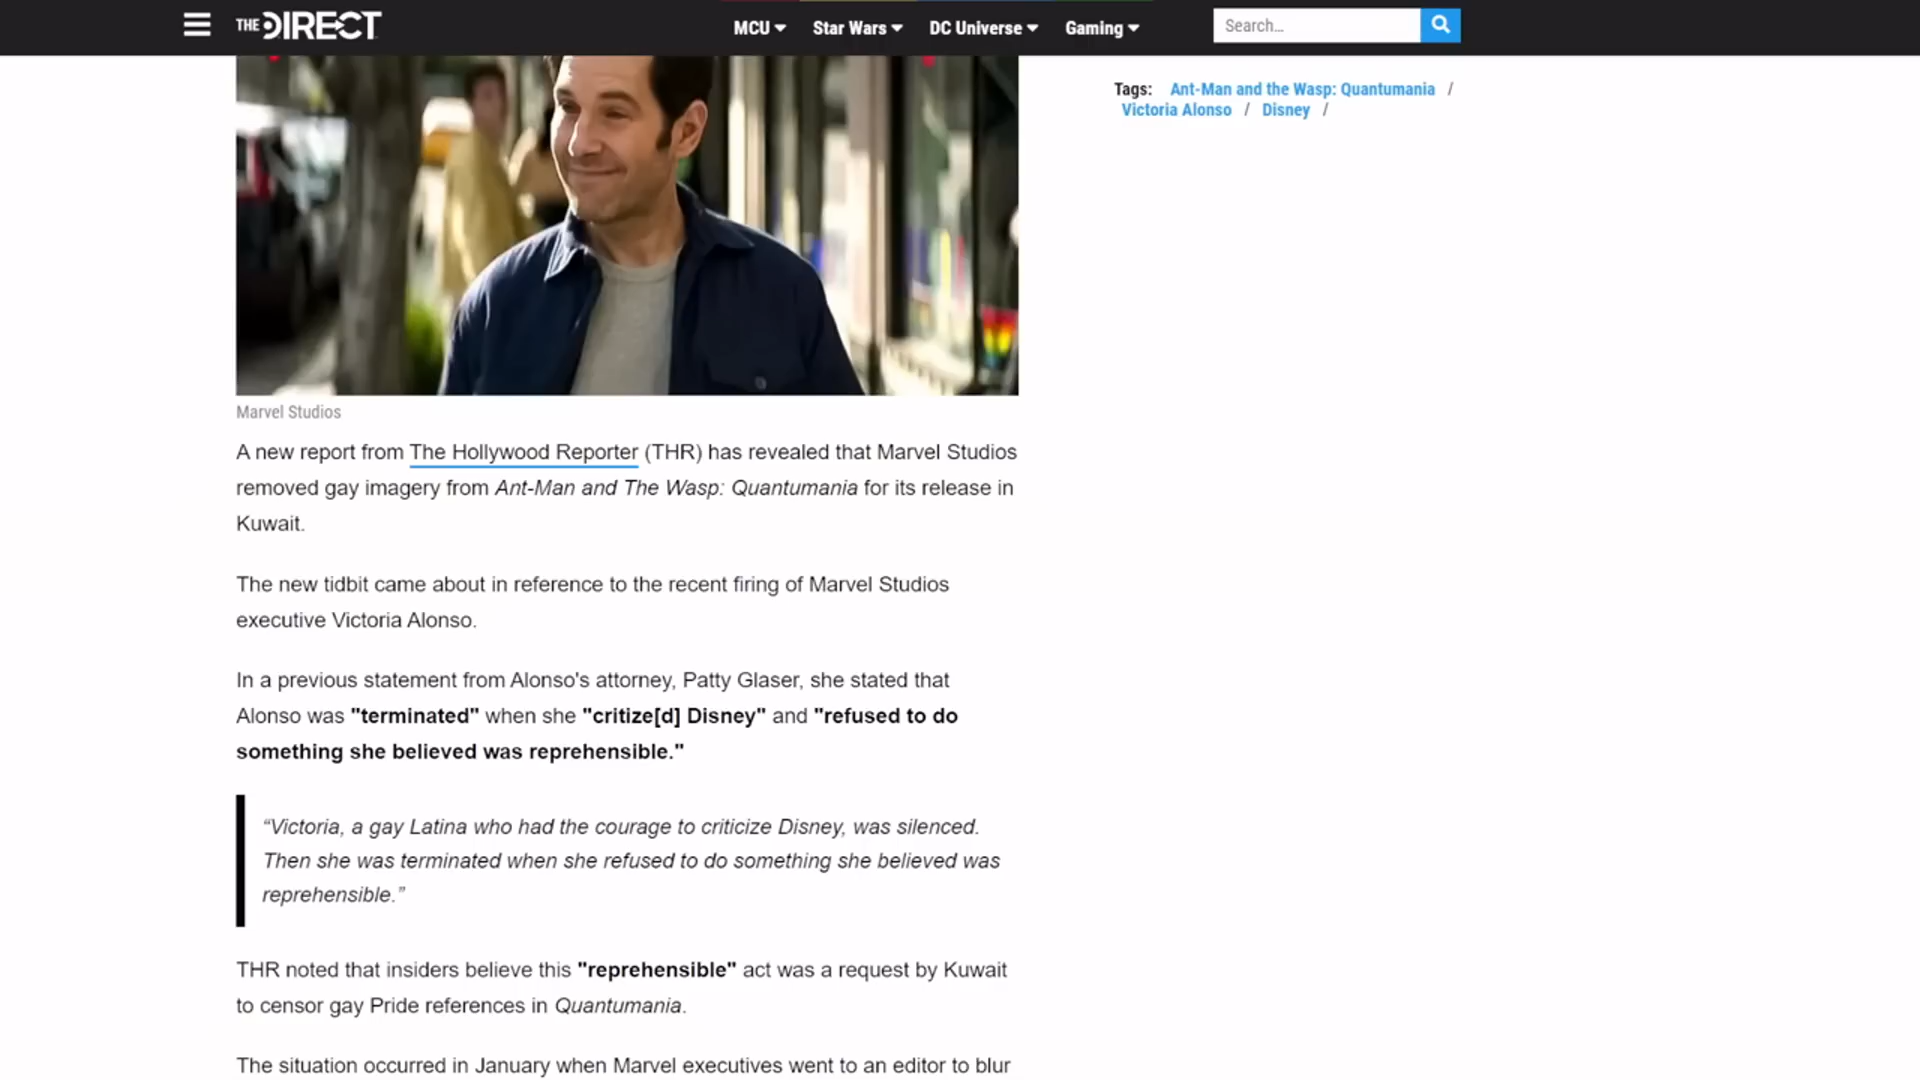 THE DIRECT
MCU
Star Wars
DC Universe
Gaming
Search...
Tags: Ant-Man and the Wasp: Quantumania /
Victoria Alonso / Disney /
Marvel Studios
A new report from The Hollywood Reporter (THR) has revealed that Marvel Studios
removed gay imagery from Ant-Man and The Wasp: Quantumania for its release in
Kuwait.
The new tidbit came about in reference to the recent firing of Marvel Studios
executive Victoria Alonso.
In a previous statement from Alonso's attorney, Patty Glaser, she stated that
Alonso was "terminated" when she "critize[d] Disney" and "refused to do
something she believed was reprehensible."
“Victoria, a gay Latina who had the courage to criticize Disney, was silenced.
Then she was terminated when she refused to do something she believed was
reprehensible.”
THR noted that insiders believe this "reprehensible" act was a request by Kuwait
to censor gay Pride references in Quantumania.
The situation occurred in January when Marvel executives went to an editor to blur